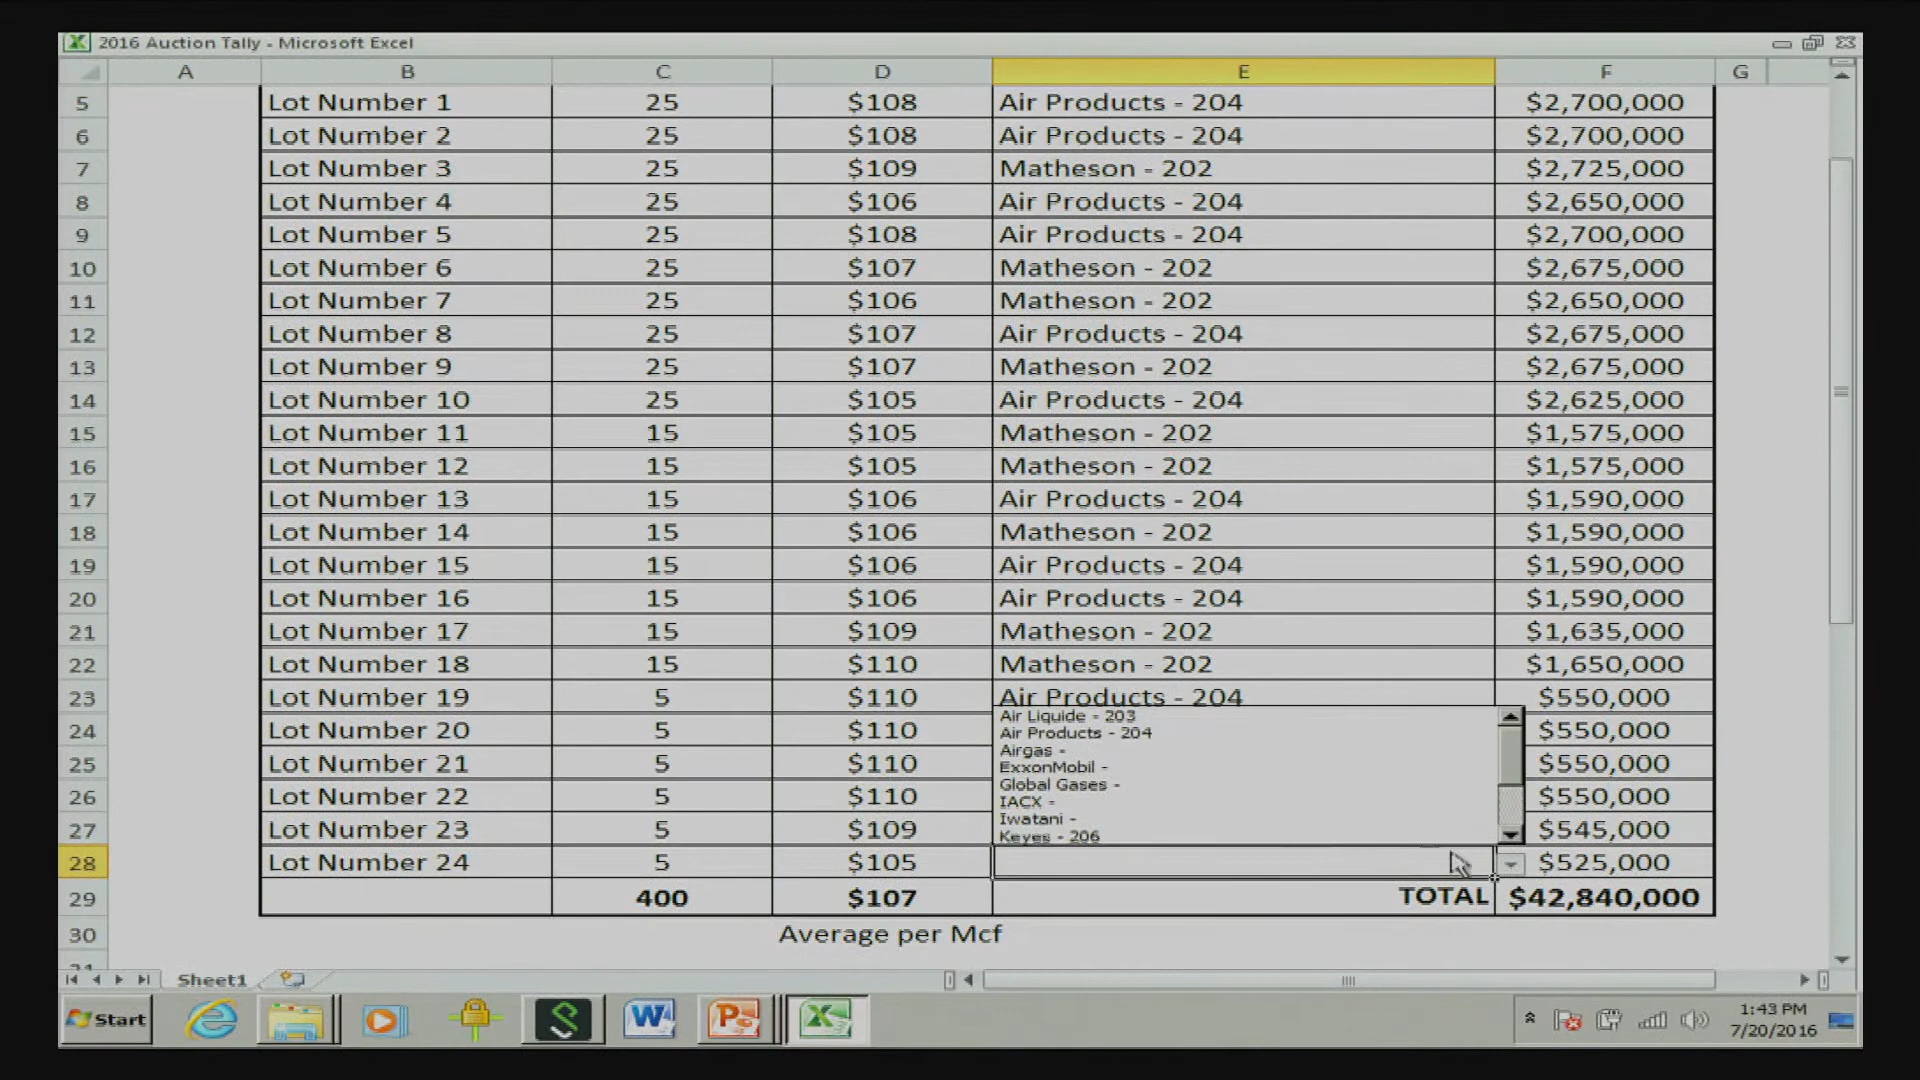 2016 Auction Tally - Microsoft Excel
A B C D E F G
5 Lot Number 1 25 $108 Air Products - 204 $2,700,000
6 Lot Number 2 25 $108 Air Products - 204 $2,700,000
7 Lot Number 3 25 $109 Matheson - 202 $2,725,000
8 Lot Number 4 25 $106 Air Products - 204 $2,650,000
9 Lot Number 5 25 $108 Air Products - 204 $2,700,000
10 Lot Number 6 25 $107 Matheson - 202 $2,675,000
11 Lot Number 7 25 $106 Matheson - 202 $2,650,000
12 Lot Number 8 25 $107 Air Products - 204 $2,675,000
13 Lot Number 9 25 $107 Matheson - 202 $2,675,000
14 Lot Number 10 25 $105 Air Products - 204 $2,625,000
15 Lot Number 11 15 $105 Matheson - 202 $1,575,000
16 Lot Number 12 15 $105 Matheson - 202 $1,575,000
17 Lot Number 13 15 $106 Air Products - 204 $1,590,000
18 Lot Number 14 15 $106 Matheson - 202 $1,590,000
19 Lot Number 15 15 $106 Air Products - 204 $1,590,000
20 Lot Number 16 15 $106 Air Products - 204 $1,590,000
21 Lot Number 17 15 $109 Matheson - 202 $1,635,000
22 Lot Number 18 15 $110 Matheson - 202 $1,650,000
23 Lot Number 19 5 $110 Air Products - 204 $550,000
Air Liquide - 203
24 Lot Number 20 5 $110 Air Products - 204 $550,000
Airgas -
25 Lot Number 21 5 $110 ExxonMobil - $550,000
Global Gases -
26 Lot Number 22 5 $110 IACX - $550,000
Iwatani -
27 Lot Number 23 5 $109 Keyes - 206 $545,000
28 Lot Number 24 5 $105 $525,000
29 400 $107 TOTAL $42,840,000
30 Average per Mcf
Sheet1
Start 1:43 PM
7/20/2016